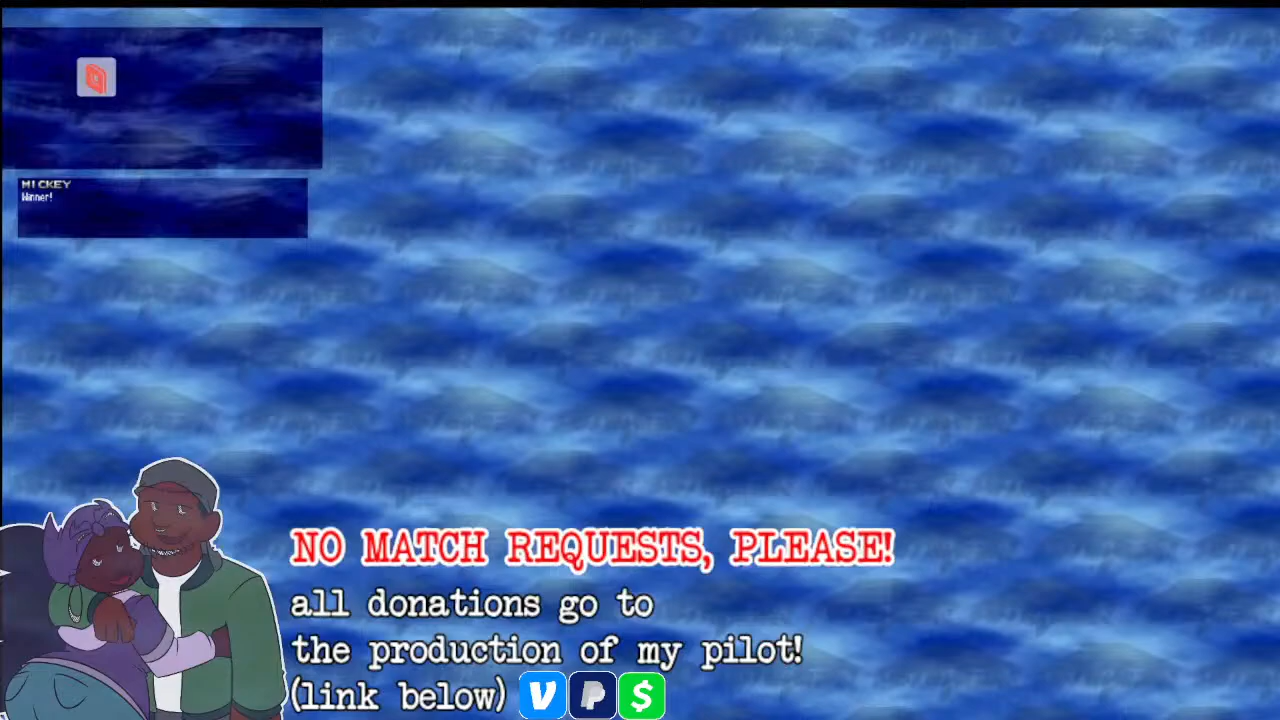 MICKEY
Winner!
NO MATCH REQUESTS, PLEASE!
all donations go to
the production of my pilot!
(link below)